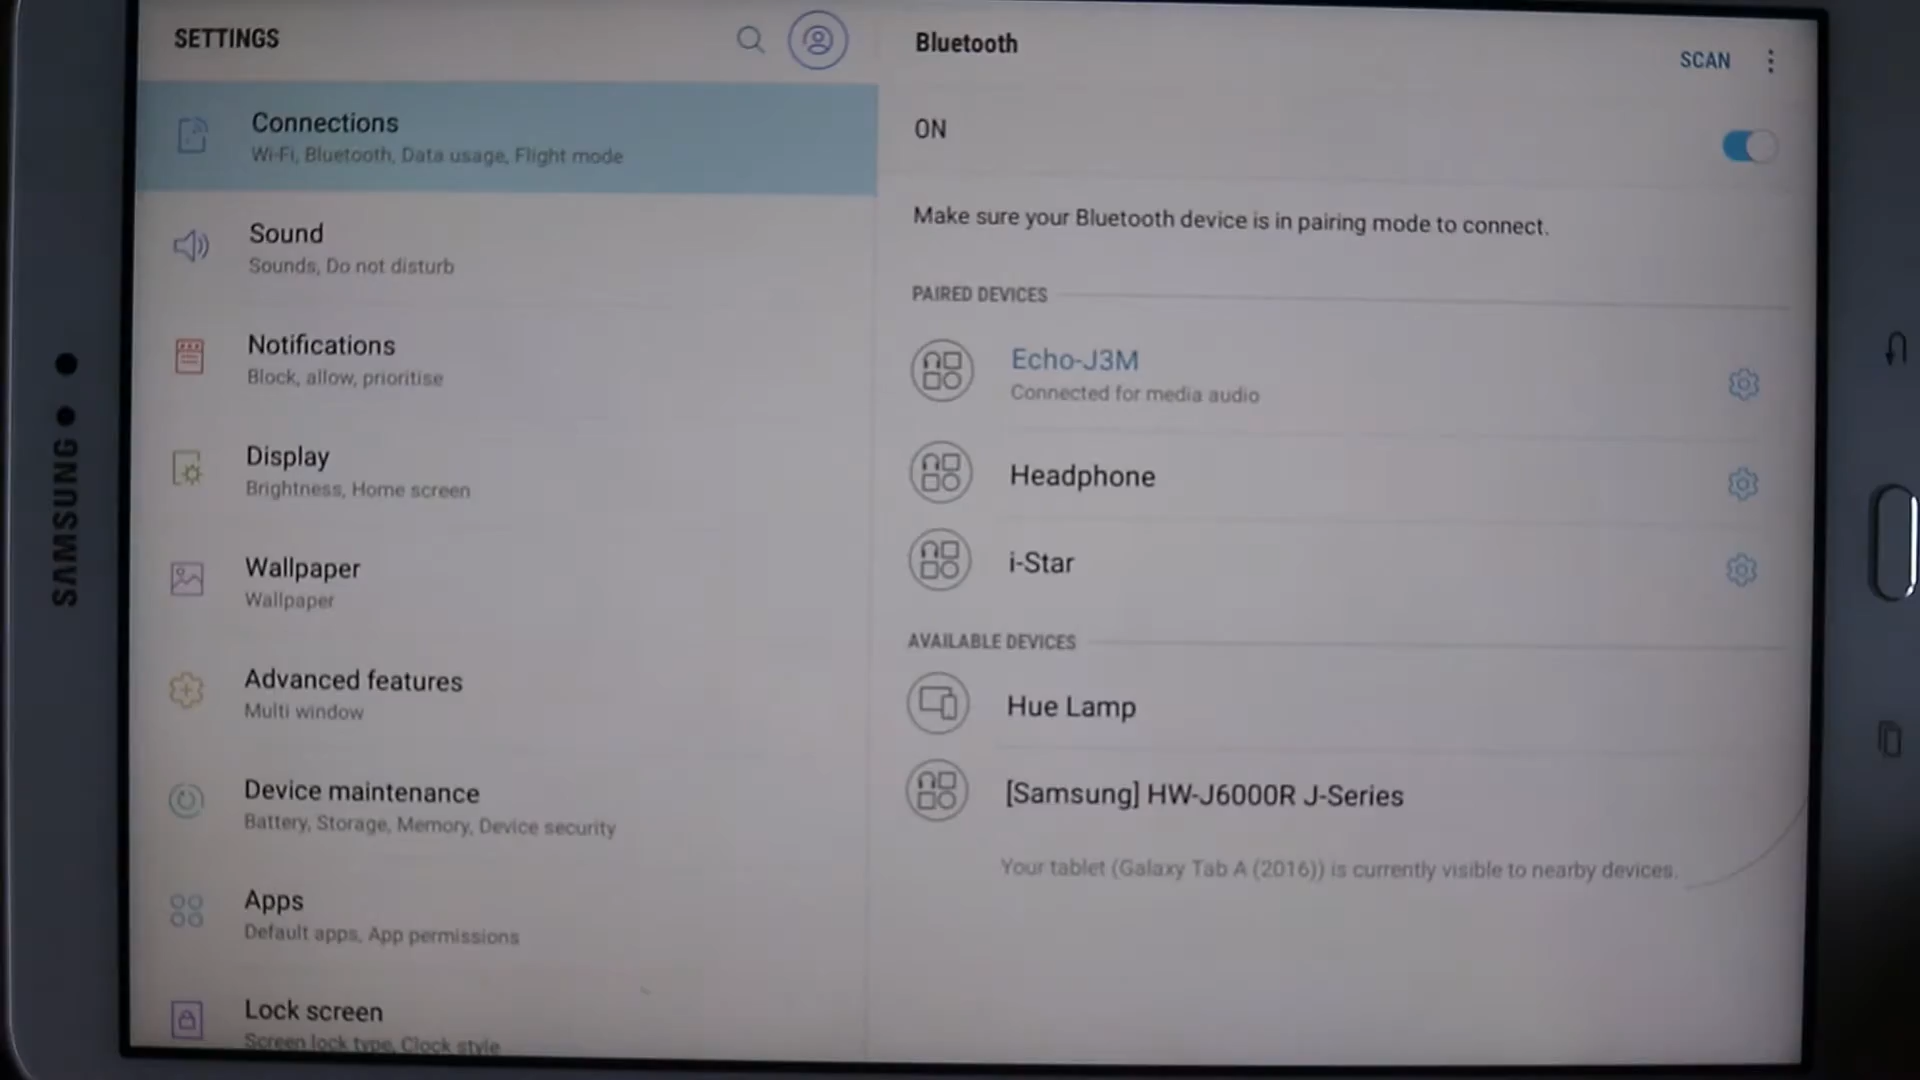 SAMSUNG
SETTINGS
Connections
Wi-Fi, Bluetooth, Data usage, Flight mode
Sound
Sounds, Do not disturb
Notifications
Block, allow, prioritise
Display
Brightness, Home screen
Wallpaper
Wallpaper
Advanced features
Multi window
Device maintenance
Battery, Storage, Memory, Device security
Apps
Default apps, App permissions
Lock screen
Screen lock type, Clock style
Bluetooth
SCAN
ON
Make sure your Bluetooth device is in pairing mode to connect.
PAIRED DEVICES
Echo-J3M
Connected for media audio
Headphone
i-Star
AVAILABLE DEVICES
Hue Lamp
[Samsung] HW-J6000R J-Series
Your tablet (Galaxy Tab A (2016)) is currently visible to nearby devices.